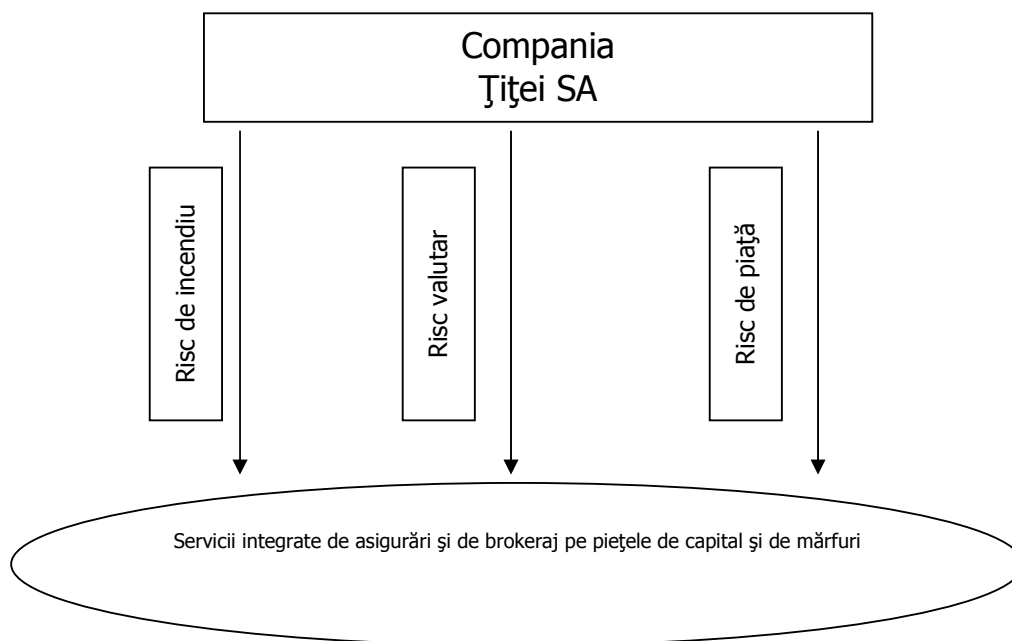 Compania
Ţiţei SA
Risc de incendiu
Risc valutar
Risc de piaţă
Servicii integrate de asigurări şi de brokeraj pe pieţele de capital şi de mărfuri